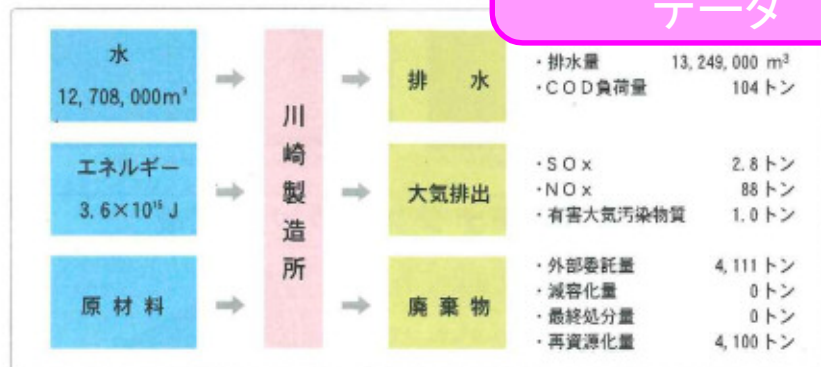 データ
水
12,708,000m³
エネルギー
3.6×10¹⁵J
原材料
川崎製造所
排水
・排水量 13,249,000 m³
・COD負荷量 104トン
大気排出
・SOx 2.8トン
・NOx 88トン
・有害大気汚染物質 1.0トン
廃棄物
・外部委託量 4,111トン
・減容化量 0トン
・最終処分量 0トン
・再資源化量 4,100トン